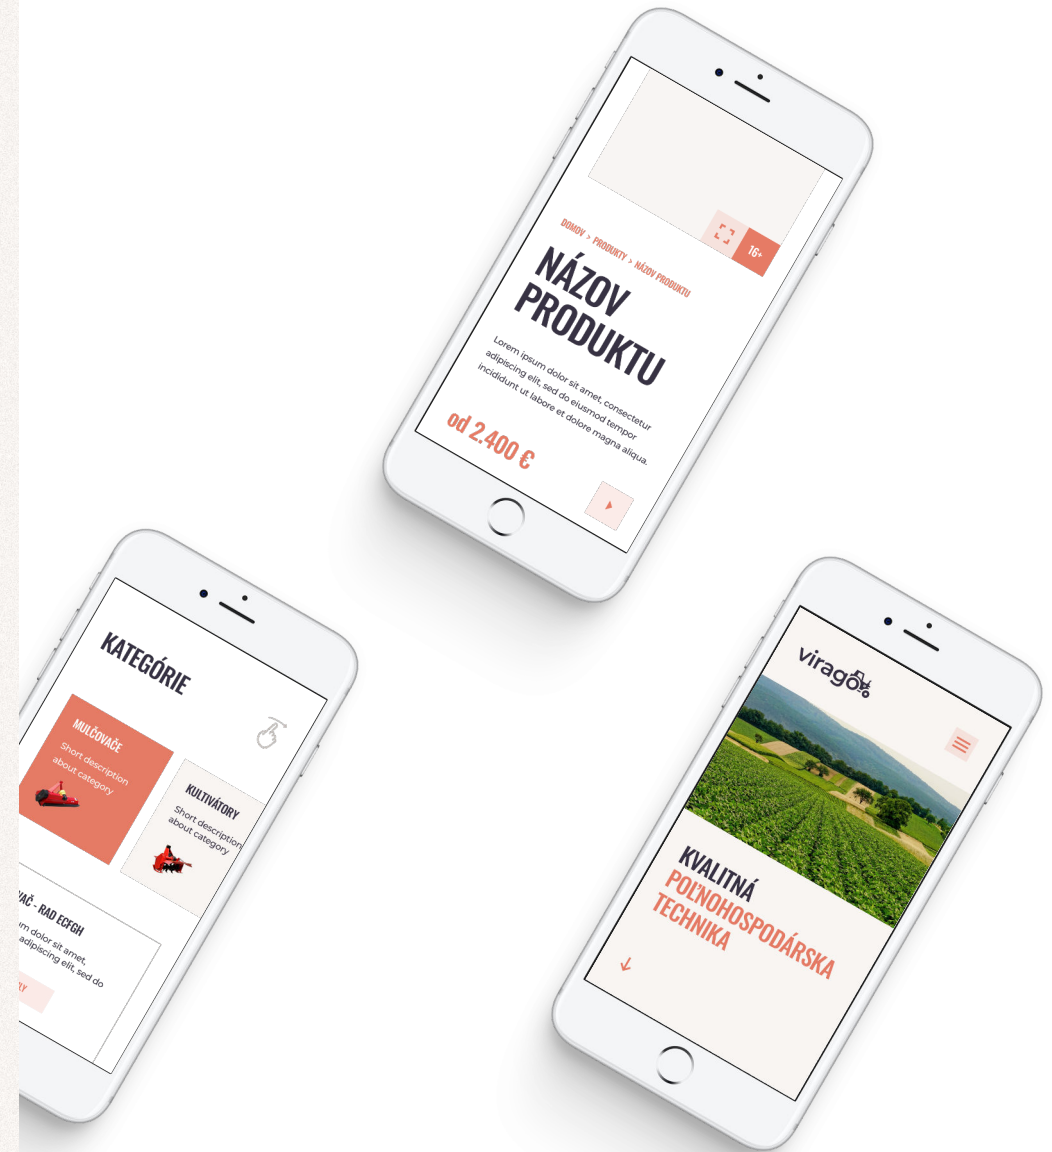 16+
DOMOV > PRODUKTY > NÁZOV PRODUKTU
NÁZOV
PRODUKTU
Lorem ipsum dolor sit amet, consectetur
adipiscing elit, sed do eiusmod tempor
incididunt ut labore et dolore magna aliqua.
od 2.400 €
KATEGÓRIE
MULČOVAČE
Short description
about category
KULTIVÁTORY
Short description
about category
- RAD ECFGH
dolor sit amet,
adipiscing elit, sed do
virago
KVALITNÁ
POĽNOHOSPODÁRSKA
TECHNIKA